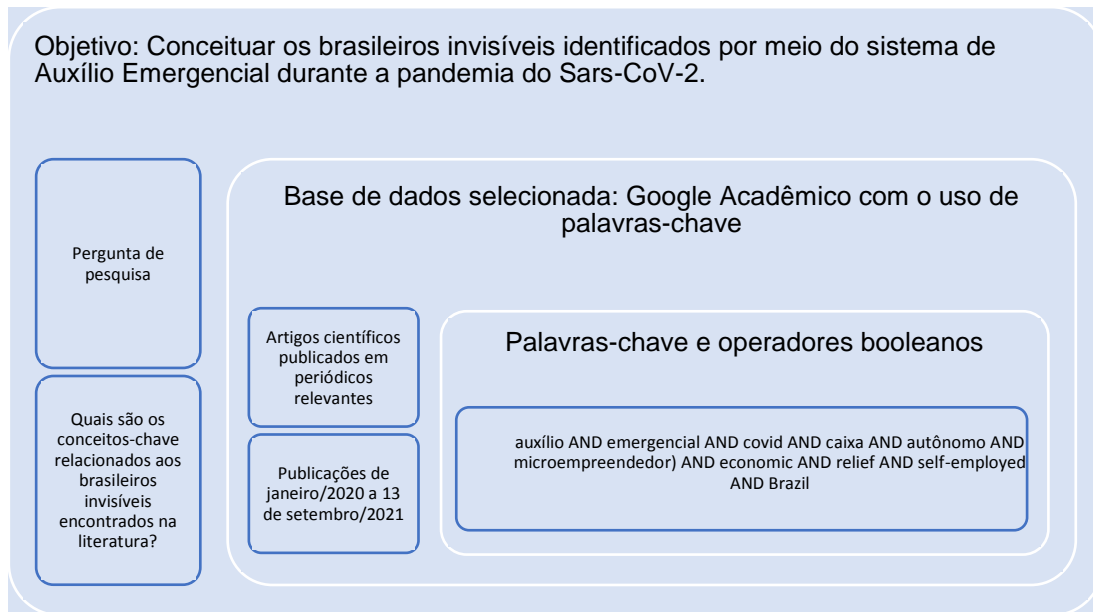 Objetivo: Conceituar os brasileiros invisíveis identificados por meio do sistema de
Auxílio Emergencial durante a pandemia do Sars-CoV-2.
Pergunta de
pesquisa
Quais são os
conceitos-chave
relacionados aos
brasileiros
invisíveis
encontrados na
literatura?
Base de dados selecionada: Google Acadêmico com o uso de
palavras-chave
Artigos científicos
publicados em
periódicos
relevantes
Publicações de
janeiro/2020 a 13
de setembro/2021
Palavras-chave e operadores booleanos
auxílio AND emergencial AND covid AND caixa AND autônomo AND
microempreendedor) AND economic AND relief AND self-employed
AND Brazil